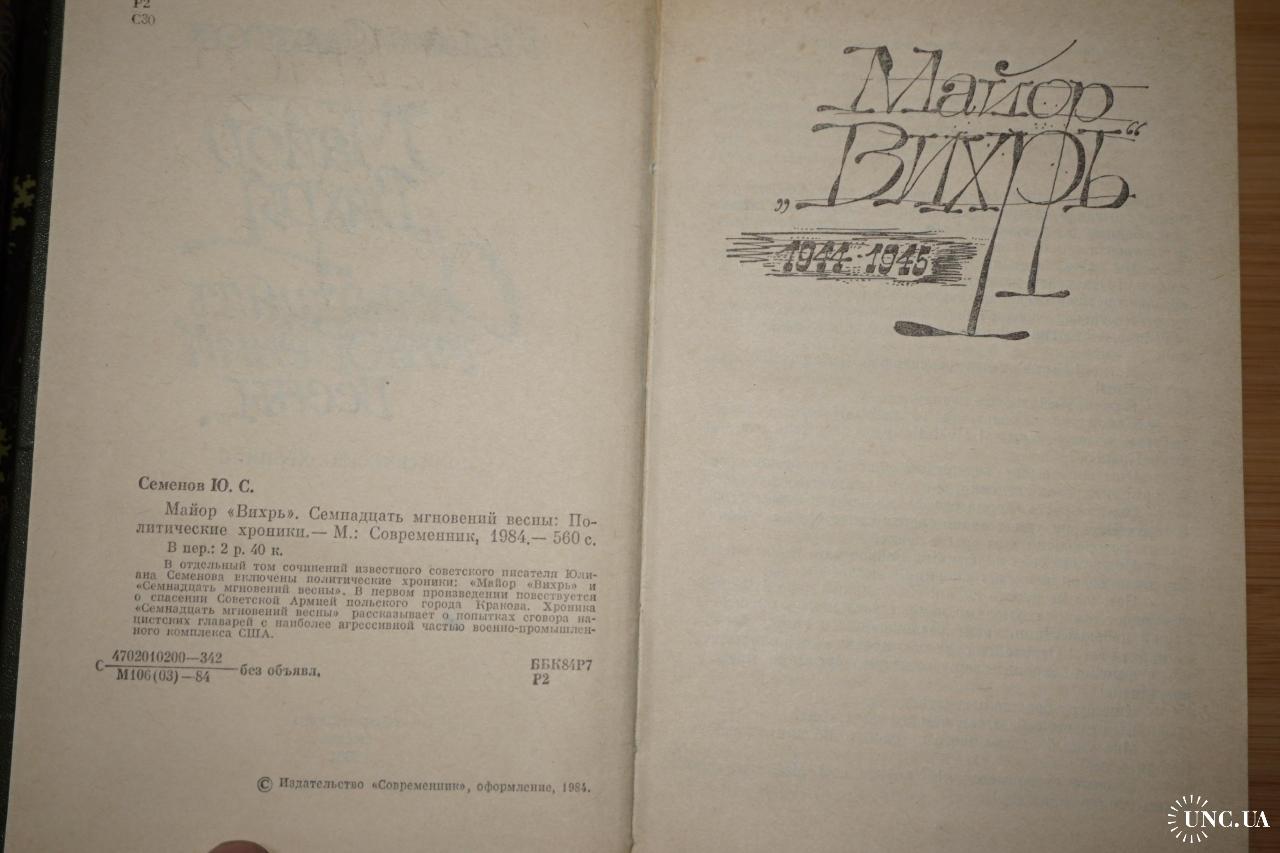 Р2
С30
Семенов Ю. С.
Майор «Вихрь». Семнадцать мгновений весны: По-
литические хроники.— М.: Современник, 1984.— 560 с.
В пер.: 2 р. 40 к.
В отдельный том сочинений известного советского писателя Юли-
ана Семенова включены политические хроники: «Майор «Вихрь» и
«Семнадцать мгновений весны». В первом произведении повествуется
о спасении Советской Армией польского города Кракова. Хроника
«Семнадцать мгновений весны» рассказывает о попытках сговора на-
цистских главарей с наиболее агрессивной частью военно-промышлен-
ного комплекса США.
С 4702010200—342
М106(03)—84
без объявл.
ББК84Р7
Р2
© Издательство «Современник», оформление, 1984.
Майор
„Вихрь“
1944-1945
UNC.UA